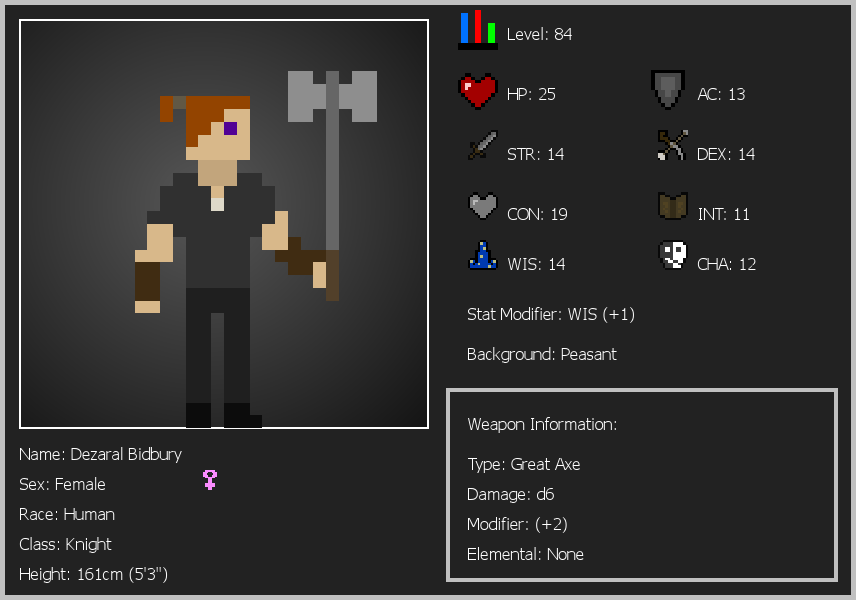 Level: 84
HP: 25
AC: 13
STR: 14
DEX: 14
CON: 19
INT: 11
WIS: 14
CHA: 12
Stat Modifier: WIS (+1)
Background: Peasant
Weapon Information:
Type: Great Axe
Damage: d6
Modifier: (+2)
Elemental: None
Name: Dezaral Bidbury
Sex: Female
Race: Human
Class: Knight
Height: 161cm (5'3")